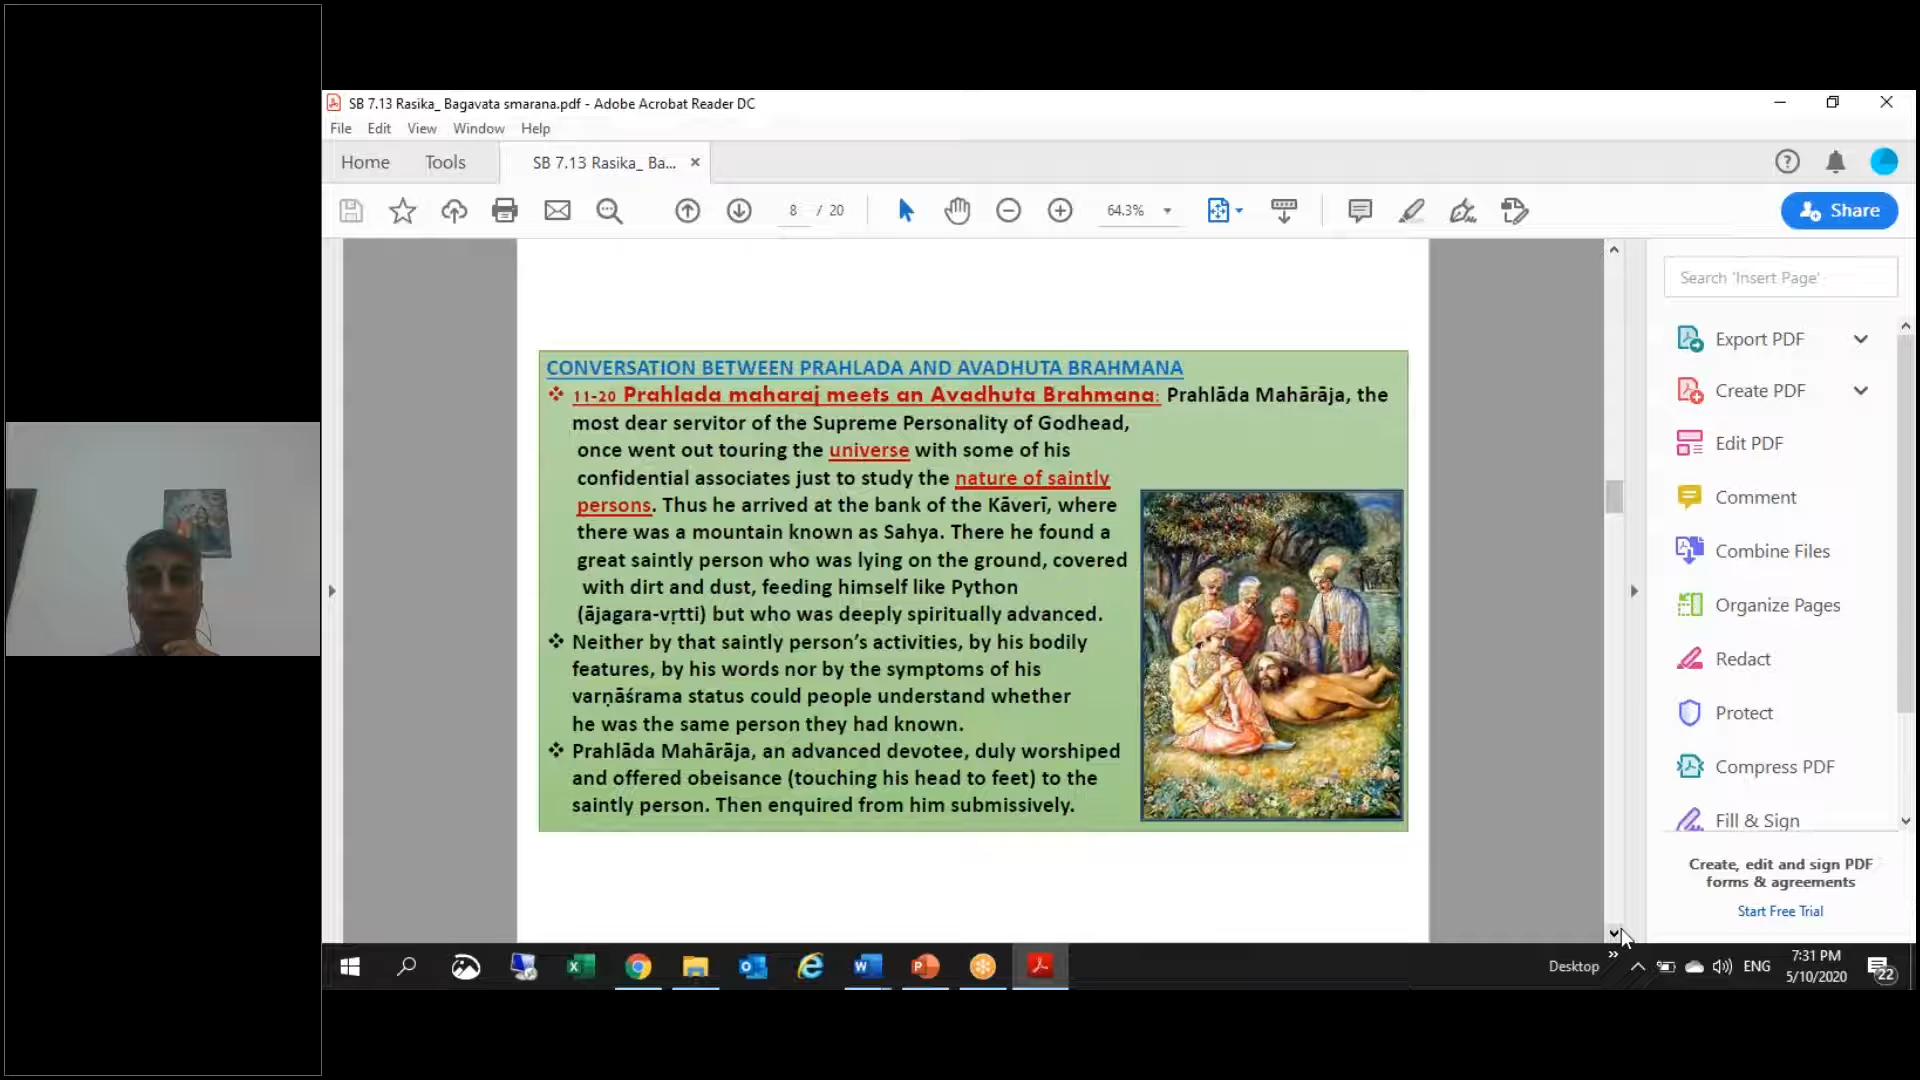 SB 7.13 Rasika_ Bagavata smarana.pdf - Adobe Acrobat Reader DC
File Edit View Window Help
Home Tools SB 7.13 Rasika_ Ba... ×
8 / 20 64.3% Share
CONVERSATION BETWEEN PRAHLADA AND AVADHUTA BRAHMANA
❖ 11-20 Prahlada maharaj meets an Avadhuta Brahmana: Prahlāda Mahārāja, the
most dear servitor of the Supreme Personality of Godhead,
once went out touring the universe with some of his
confidential associates just to study the nature of saintly
persons. Thus he arrived at the bank of the Kāverī, where
there was a mountain known as Sahya. There he found a
great saintly person who was lying on the ground, covered
with dirt and dust, feeding himself like Python
(ājagara-vṛtti) but who was deeply spiritually advanced.
❖ Neither by that saintly person's activities, by his bodily
features, by his words nor by the symptoms of his
varṇāśrama status could people understand whether
he was the same person they had known.
❖ Prahlāda Mahārāja, an advanced devotee, duly worshiped
and offered obeisance (touching his head to feet) to the
saintly person. Then enquired from him submissively.
Search 'Insert Page'
Export PDF
Create PDF
Edit PDF
Comment
Combine Files
Organize Pages
Redact
Protect
Compress PDF
Fill & Sign
Create, edit and sign PDF
forms & agreements
Start Free Trial
Desktop » ENG 7:31 PM
5/10/2020 22